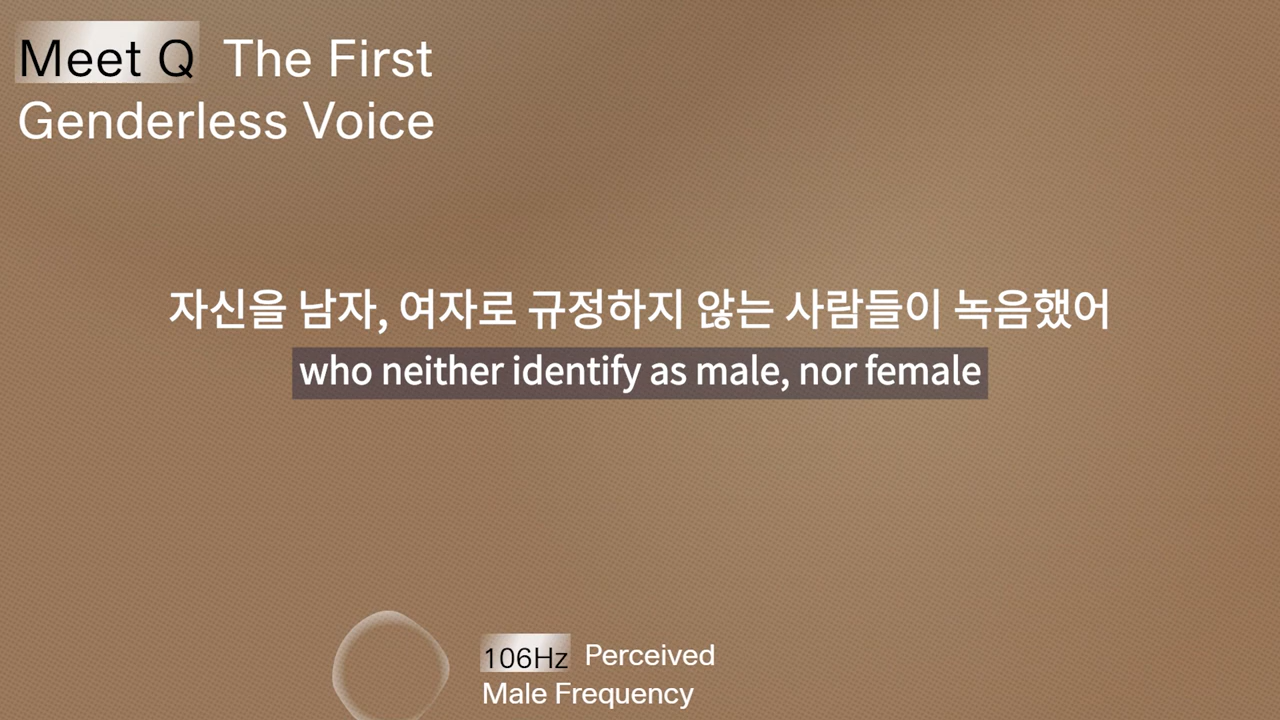 Meet Q The First
Genderless Voice
자신을 남자, 여자로 규정하지 않는 사람들이 녹음했어
who neither identify as male, nor female
106Hz Perceived
Male Frequency